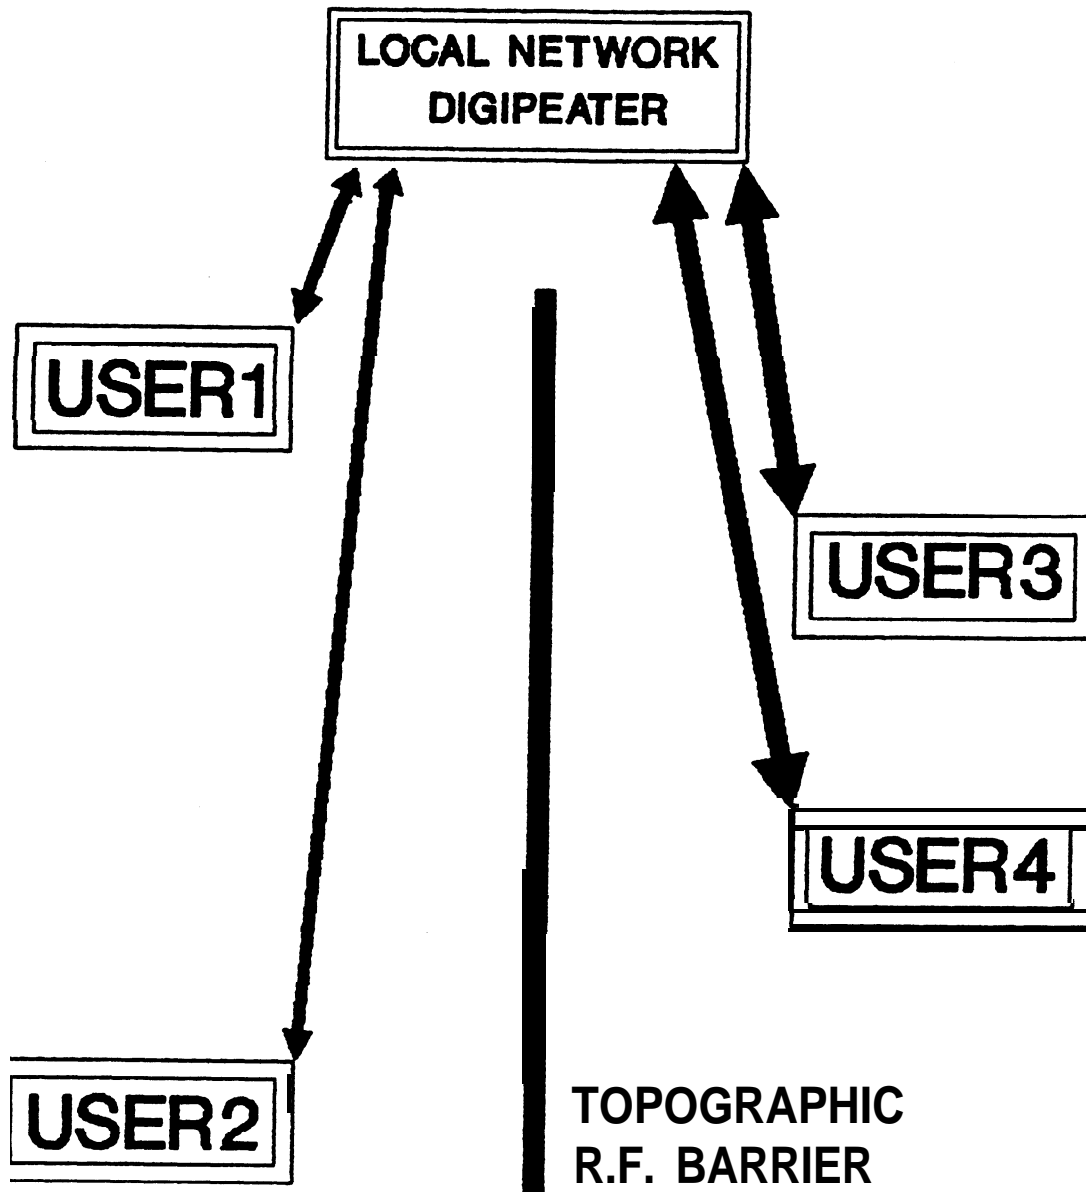 LOCAL NETWORK
DIGIPEATER
USER1
USER3
USER4
USER2
TOPOGRAPHIC
R.F. BARRIER